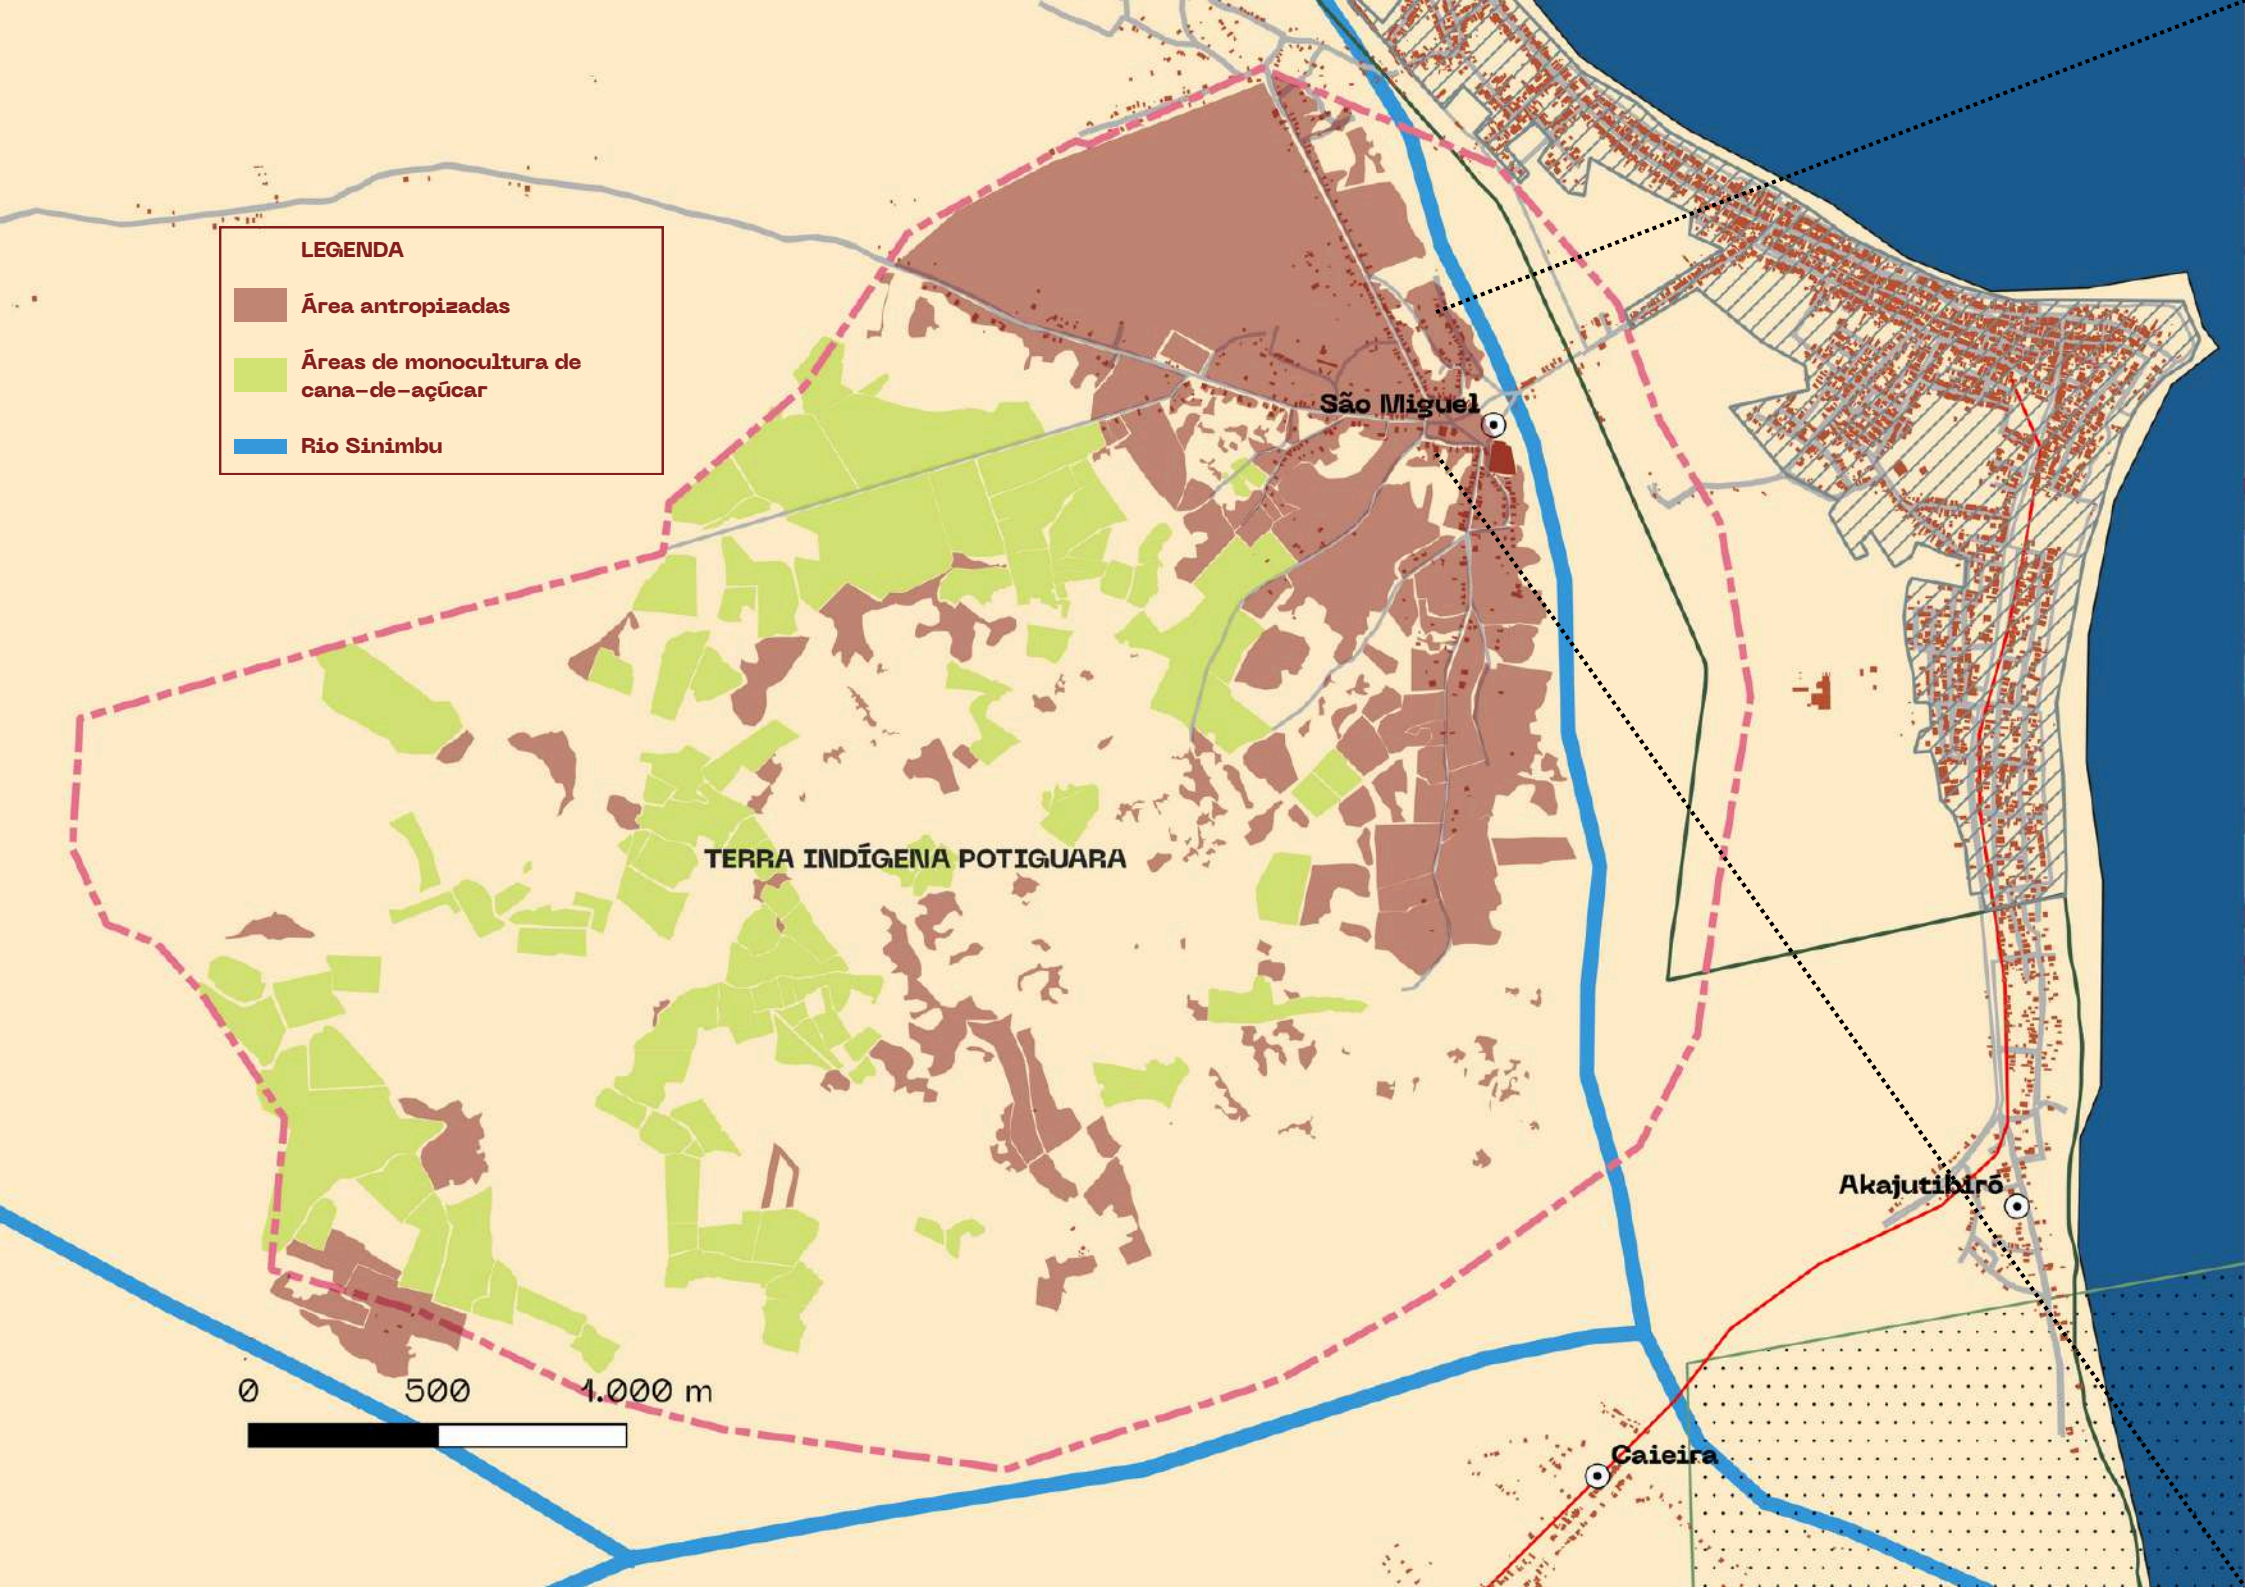 LEGENDA
Área antropizadas
Áreas de monocultura de
cana-de-açúcar
Rio Sinimbu
São Miguel
TERRA INDÍGENA POTIGUARA
Akajutibiró
0 500 1.000 m
Caieira